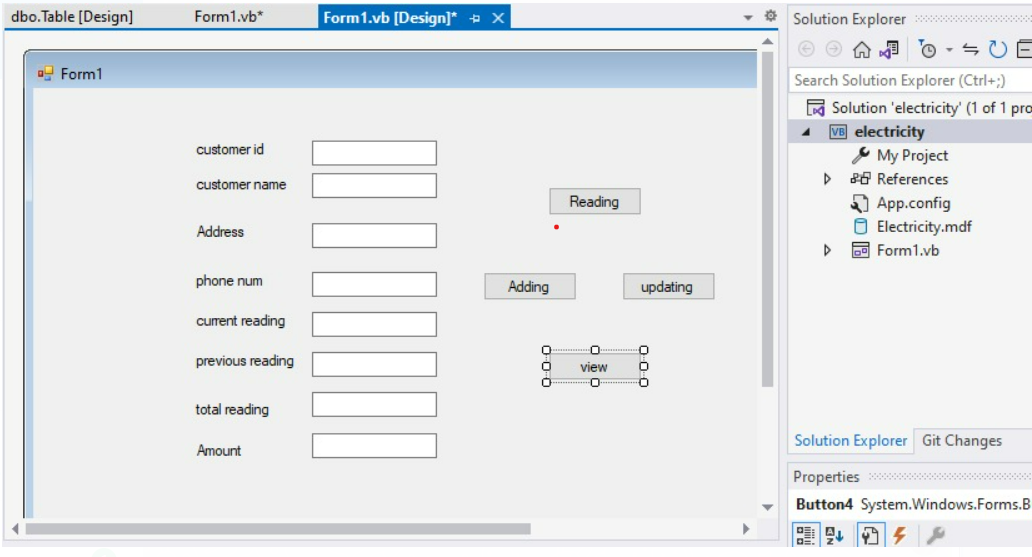 dbo.Table [Design] Form1.vb* Form1.vb [Design]*
Form1
customer id
customer name
Reading
Address
phone num
Adding updating
current reading
previous reading
view
total reading
Amount
Solution Explorer
Search Solution Explorer (Ctrl+;)
Solution 'electricity' (1 of 1 pro
VB electricity
My Project
References
App.config
Electricity.mdf
Form1.vb
Solution Explorer Git Changes
Properties
Button4 System.Windows.Forms.B